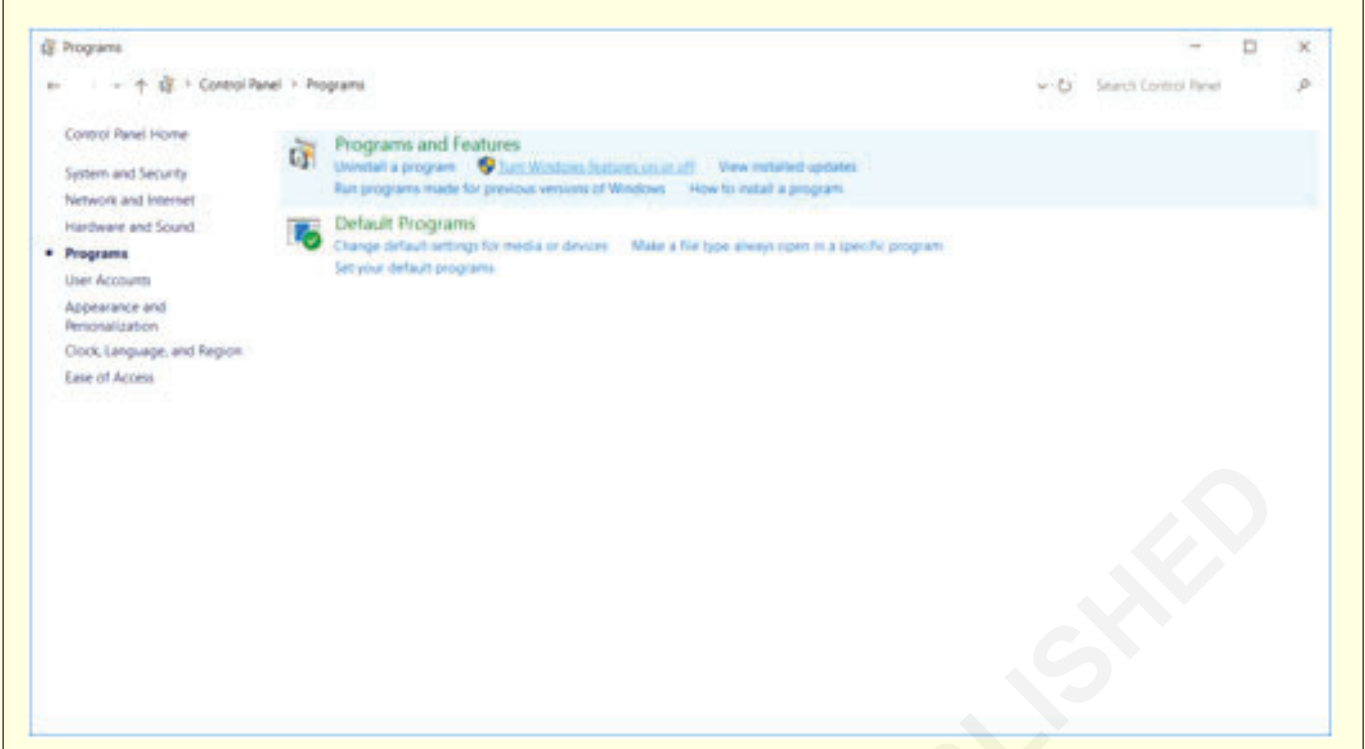 Programs
Control Panel > Programs
Search Control Panel
Control Panel Home
System and Security
Network and Internet
Hardware and Sound
Programs
User Accounts
Appearance and
Personalization
Clock, Language, and Region
Ease of Access
Programs and Features
Uninstall a program Turn Windows features on or off View installed updates
Run programs made for previous versions of Windows How to install a program
Default Programs
Change default settings for media or devices Make a file type always open in a specific program
Set your default programs
LISHED